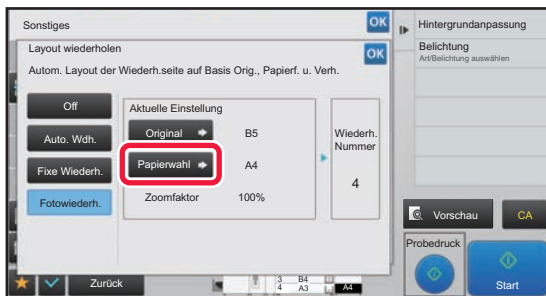 Sonstiges
OK
Layout wiederholen
OK
Autom. Layout der Wiederh.seite auf Basis Orig., Papierf. u. Verh.
Off
Auto. Wdh.
Fixe Wiederh.
Fotowiederh.
Aktuelle Einstellung
Original
B5
Papierwahl
A4
Zoomfaktor
100%
Wiederh.
Nummer
4
Zurück
3 B4
4 A3
A4
Hintergrundanpassung
Belichtung
Art/Belichtung auswählen
Vorschau
CA
Probedruck
Start